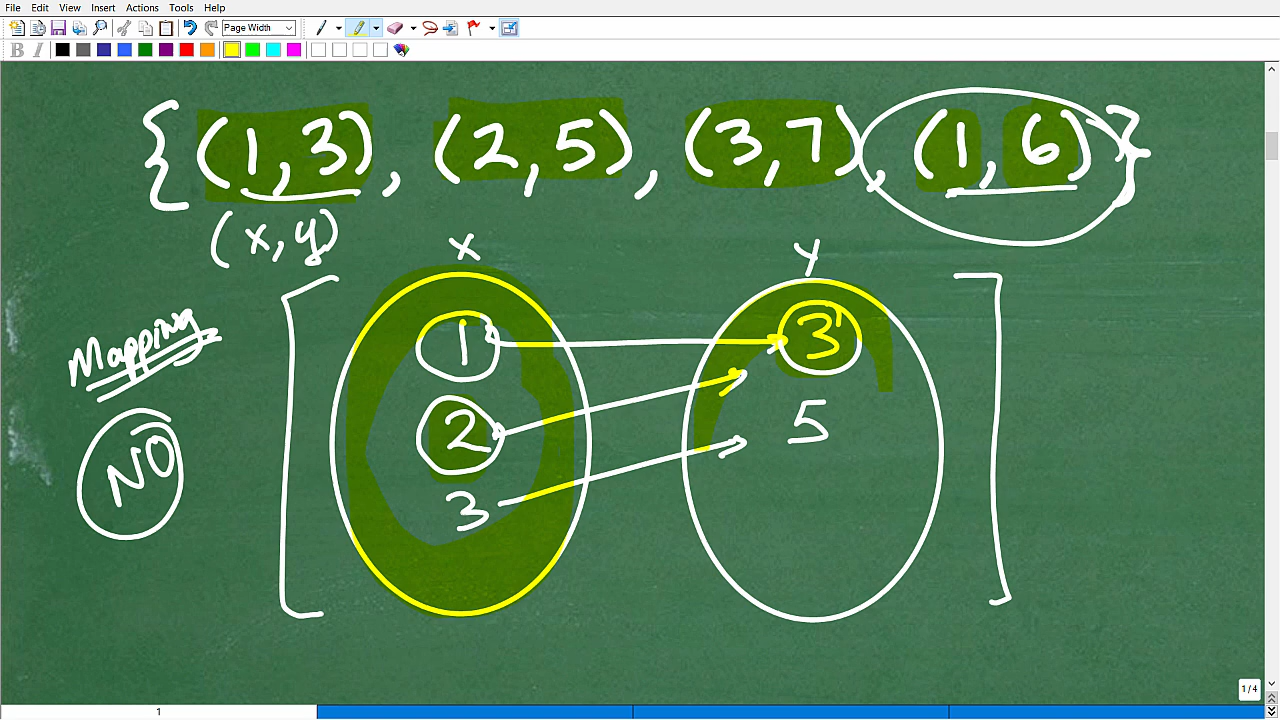 File Edit View Insert Actions Tools Help
Page Width
B I
{(1,3), (2,5), (3,7), (1,6)}
(x,y)
x y
Mapping
NO
1 3
2 5
3
1/4
1